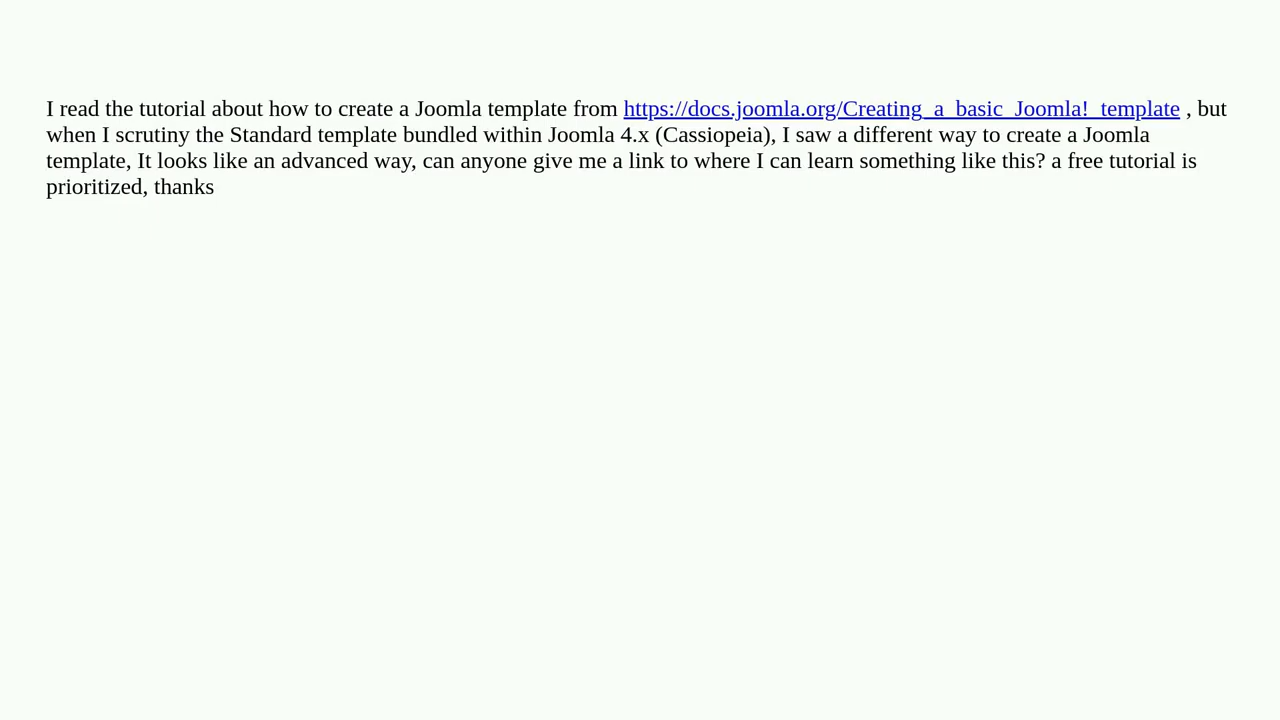 I read the tutorial about how to create a Joomla template from https://docs.joomla.org/Creating_a_basic_Joomla!_template , but
when I scrutiny the Standard template bundled within Joomla 4.x (Cassiopeia), I saw a different way to create a Joomla
template, It looks like an advanced way, can anyone give me a link to where I can learn something like this? a free tutorial is
prioritized, thanks